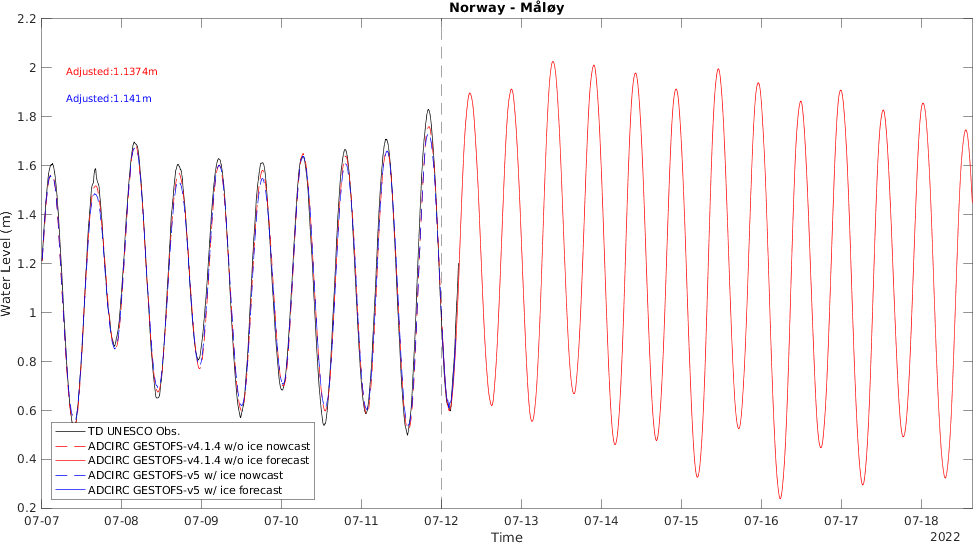 Norway - Måløy
2.2
2
1.8
1.6
1.4
1.2
1
0.8
0.6
0.4
0.2
Water Level (m)
Adjusted:1.1374m
Adjusted:1.141m
TD UNESCO Obs.
ADCIRC GESTOFS-v4.1.4 w/o ice nowcast
ADCIRC GESTOFS-v4.1.4 w/o ice forecast
ADCIRC GESTOFS-v5 w/ ice nowcast
ADCIRC GESTOFS-v5 w/ ice forecast
07-07 07-08 07-09 07-10 07-11 07-12 07-13 07-14 07-15 07-16 07-17 07-18
Time
2022